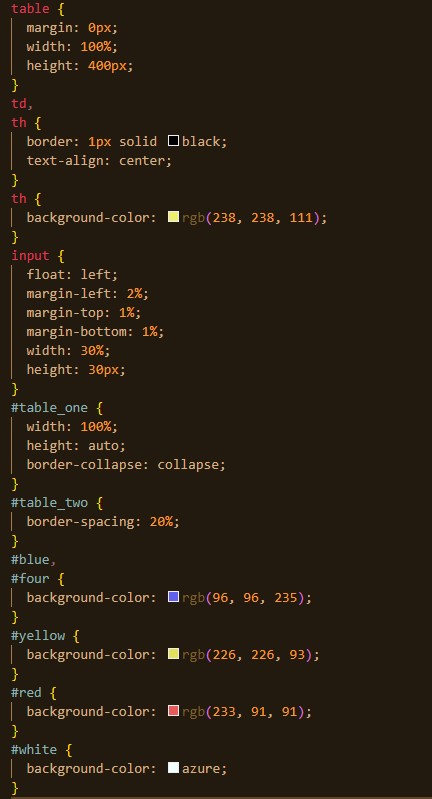 table {
margin: 0px;
width: 100%;
height: 400px;
}
td,
th {
border: 1px solid black;
text-align: center;
}
th {
background-color: rgb(238, 238, 111);
}
input {
float: left;
margin-left: 2%;
margin-top: 1%;
margin-bottom: 1%;
width: 30%;
height: 30px;
}
#table_one {
width: 100%;
height: auto;
border-collapse: collapse;
}
#table_two {
border-spacing: 20%;
}
#blue,
#four {
background-color: rgb(96, 96, 235);
}
#yellow {
background-color: rgb(226, 226, 93);
}
#red {
background-color: rgb(233, 91, 91);
}
#white {
background-color: azure;
}